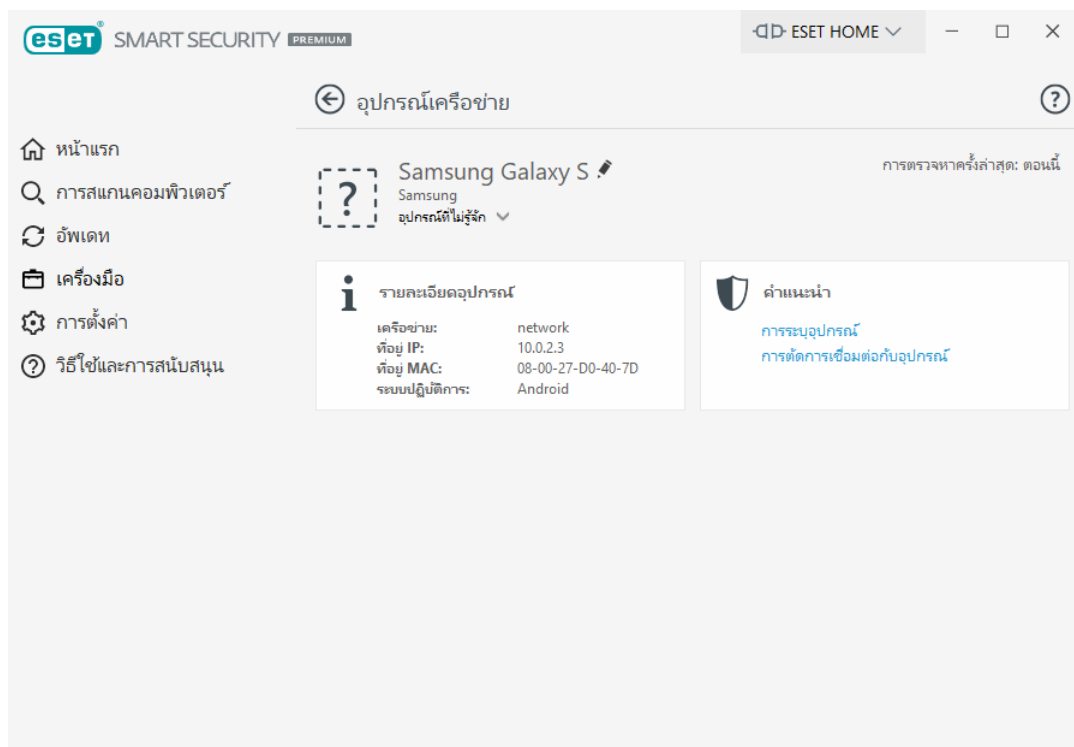 eset® SMART SECURITY PREMIUM
ESET HOME
อุปกรณ์เครือข่าย
?
หน้าแรก
การสแกนคอมพิวเตอร์
อัพเดท
เครื่องมือ
การตั้งค่า
วิธีใช้และการสนับสนุน
?
Samsung Galaxy S
Samsung
อุปกรณ์ที่ไม่รู้จัก
การตรวจหาครั้งล่าสุด: ตอนนี้
รายละเอียดอุปกรณ์
เครือข่าย: network
ที่อยู่ IP: 10.0.2.3
ที่อยู่ MAC: 08-00-27-D0-40-7D
ระบบปฏิบัติการ: Android
คำแนะนำ
การระบุอุปกรณ์
การตัดการเชื่อมต่อกับอุปกรณ์